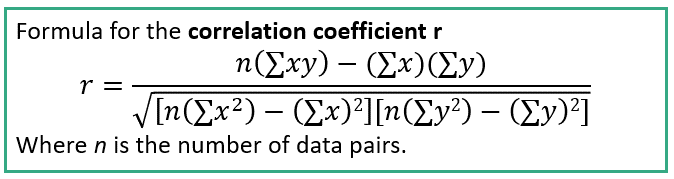 Formula for the correlation coefficient r
r = n(∑xy) − (∑x)(∑y) / √[n(∑x²) − (∑x)²][n(∑y²) − (∑y)²]
Where n is the number of data pairs.